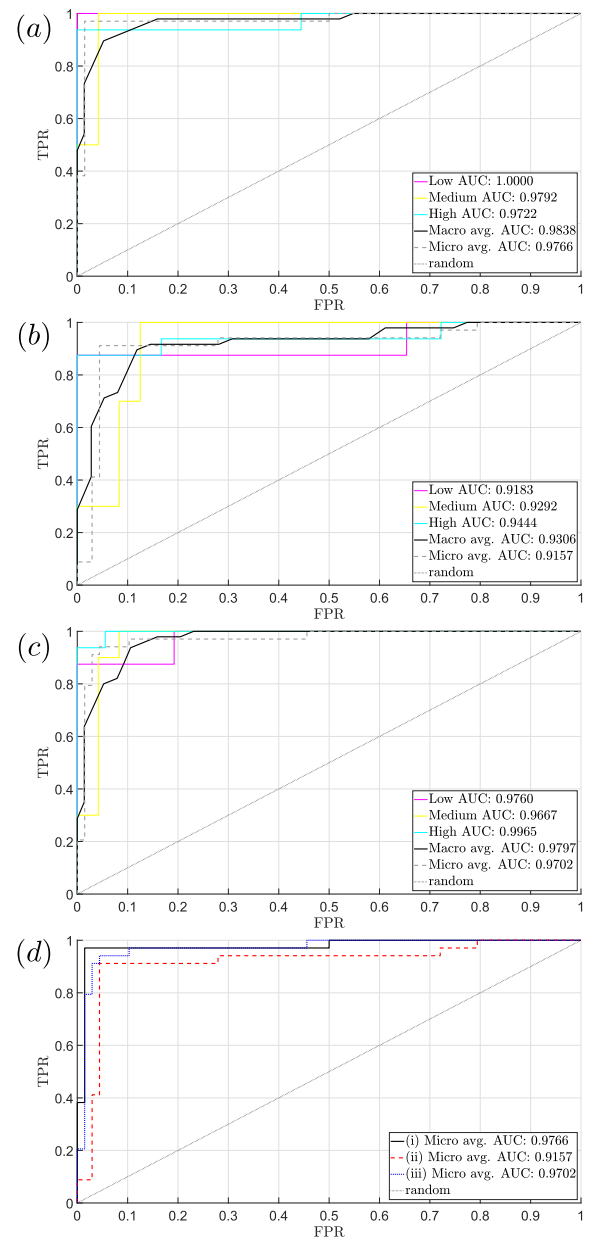 (a)
1
0.8
0.6
0.4
0.2
0
TPR
Low AUC: 1.0000
Medium AUC: 0.9792
High AUC: 0.9722
Macro avg. AUC: 0.9838
Micro avg. AUC: 0.9766
random
0 0.1 0.2 0.3 0.4 0.5 0.6 0.7 0.8 0.9 1
FPR
(b)
1
0.8
0.6
0.4
0.2
0
TPR
Low AUC: 0.9183
Medium AUC: 0.9292
High AUC: 0.9444
Macro avg. AUC: 0.9306
Micro avg. AUC: 0.9157
random
0 0.1 0.2 0.3 0.4 0.5 0.6 0.7 0.8 0.9 1
FPR
(c)
1
0.8
0.6
0.4
0.2
0
TPR
Low AUC: 0.9760
Medium AUC: 0.9667
High AUC: 0.9965
Macro avg. AUC: 0.9797
Micro avg. AUC: 0.9702
random
0 0.1 0.2 0.3 0.4 0.5 0.6 0.7 0.8 0.9 1
FPR
(d)
1
0.8
0.6
0.4
0.2
0
TPR
(i) Micro avg. AUC: 0.9766
(ii) Micro avg. AUC: 0.9157
(iii) Micro avg. AUC: 0.9702
random
0 0.1 0.2 0.3 0.4 0.5 0.6 0.7 0.8 0.9 1
FPR